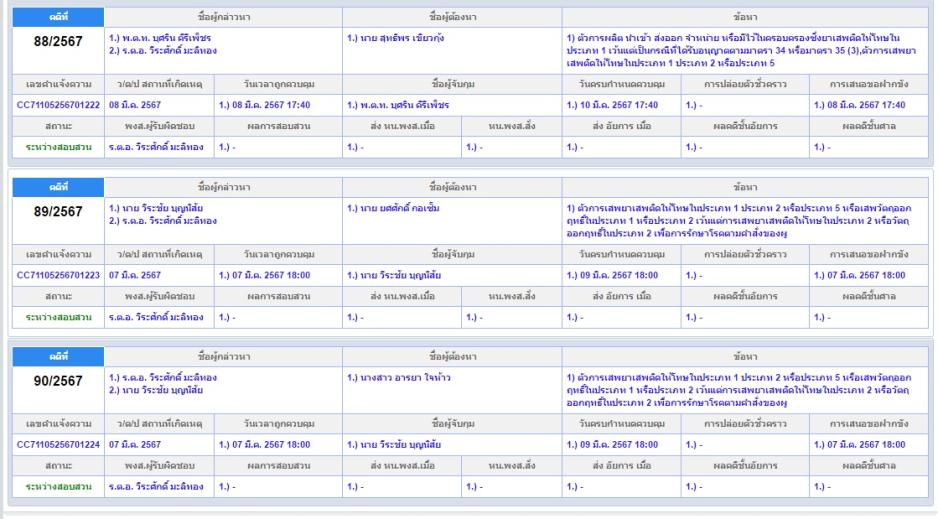 คดีที่ ชื่อผู้กล่าวหา ชื่อผู้ต้องหา ข้อหา
88/2567 1.) พ.ต.ท. บุศริน คีรีเพ็ชร 1.) นาย สุทธิพร เขียวกุ้ง 1) ตัวการผลิต นำเข้า ส่งออก จำหน่าย หรือมีไว้ในครอบครองซึ่งยาเสพติดให้โทษใน
2.) ร.ต.อ. วีระศักดิ์ มะลิทอง ประเภท 1 เว้นแต่เป็นกรณีที่ได้รับอนุญาตตามมาตรา 34 หรือมาตรา 35 (3),ตัวการเสพยา
เสพติดให้โทษในประเภท 1 ประเภท 2 หรือประเภท 5
เลขคำแจ้งความ ว/ด/ป สถานที่เกิดเหตุ วันเวลาถูกควบคุม ชื่อผู้จับกุม วันครบกำหนดควบคุม การปล่อยตัวชั่วคราว การเสนอขอฝากขัง
CC71105256701222 08 มี.ค. 2567 1.) 08 มี.ค. 2567 17:40 1.) พ.ต.ท. บุศริน คีรีเพ็ชร 1.) 10 มี.ค. 2567 17:40 1.) - 1.) 08 มี.ค. 2567 17:40
สถานะ พงส.ผู้รับผิดชอบ ผลการสอบสวน ส่ง หน.พงส.เมื่อ หน.พงส.สั่ง ส่ง อัยการ เมื่อ ผลคดีชั้นอัยการ ผลคดีชั้นศาล
ระหว่างสอบสวน ร.ต.อ. วีระศักดิ์ มะลิทอง 1.) - 1.) - 1.) - 1.) - 1.) - 1.) -
คดีที่ ชื่อผู้กล่าวหา ชื่อผู้ต้องหา ข้อหา
89/2567 1.) นาย วีระชัย บุญนิสัย 1.) นาย ยศศักดิ์ กอเซ็ม 1) ตัวการเสพยาเสพติดให้โทษในประเภท 1 ประเภท 2 หรือประเภท 5 หรือเสพวัตถุออก
2.) ร.ต.อ. วีระศักดิ์ มะลิทอง ฤทธิ์ในประเภท 1 หรือประเภท 2 เว้นแต่การเสพยาเสพติดให้โทษในประเภท 2 หรือวัตถุ
ออกฤทธิ์ในประเภท 2 เพื่อการรักษาโรคตามคำสั่งของผู
เลขคำแจ้งความ ว/ด/ป สถานที่เกิดเหตุ วันเวลาถูกควบคุม ชื่อผู้จับกุม วันครบกำหนดควบคุม การปล่อยตัวชั่วคราว การเสนอขอฝากขัง
CC71105256701223 07 มี.ค. 2567 1.) 07 มี.ค. 2567 18:00 1.) นาย วีระชัย บุญนิสัย 1.) 09 มี.ค. 2567 18:00 1.) - 1.) 07 มี.ค. 2567 18:00
สถานะ พงส.ผู้รับผิดชอบ ผลการสอบสวน ส่ง หน.พงส.เมื่อ หน.พงส.สั่ง ส่ง อัยการ เมื่อ ผลคดีชั้นอัยการ ผลคดีชั้นศาล
ระหว่างสอบสวน ร.ต.อ. วีระศักดิ์ มะลิทอง 1.) - 1.) - 1.) - 1.) - 1.) - 1.) -
คดีที่ ชื่อผู้กล่าวหา ชื่อผู้ต้องหา ข้อหา
90/2567 1.) ร.ต.อ. วีระศักดิ์ มะลิทอง 1.) นางสาว อารยา ใจห้าว 1) ตัวการเสพยาเสพติดให้โทษในประเภท 1 ประเภท 2 หรือประเภท 5 หรือเสพวัตถุออก
2.) นาย วีระชัย บุญนิสัย ฤทธิ์ในประเภท 1 หรือประเภท 2 เว้นแต่การเสพยาเสพติดให้โทษในประเภท 2 หรือวัตถุ
ออกฤทธิ์ในประเภท 2 เพื่อการรักษาโรคตามคำสั่งของผู
เลขคำแจ้งความ ว/ด/ป สถานที่เกิดเหตุ วันเวลาถูกควบคุม ชื่อผู้จับกุม วันครบกำหนดควบคุม การปล่อยตัวชั่วคราว การเสนอขอฝากขัง
CC71105256701224 07 มี.ค. 2567 1.) 07 มี.ค. 2567 18:00 1.) นาย วีระชัย บุญนิสัย 1.) 09 มี.ค. 2567 18:00 1.) - 1.) 07 มี.ค. 2567 18:00
สถานะ พงส.ผู้รับผิดชอบ ผลการสอบสวน ส่ง หน.พงส.เมื่อ หน.พงส.สั่ง ส่ง อัยการ เมื่อ ผลคดีชั้นอัยการ ผลคดีชั้นศาล
ระหว่างสอบสวน ร.ต.อ. วีระศักดิ์ มะลิทอง 1.) - 1.) - 1.) - 1.) - 1.) - 1.) -